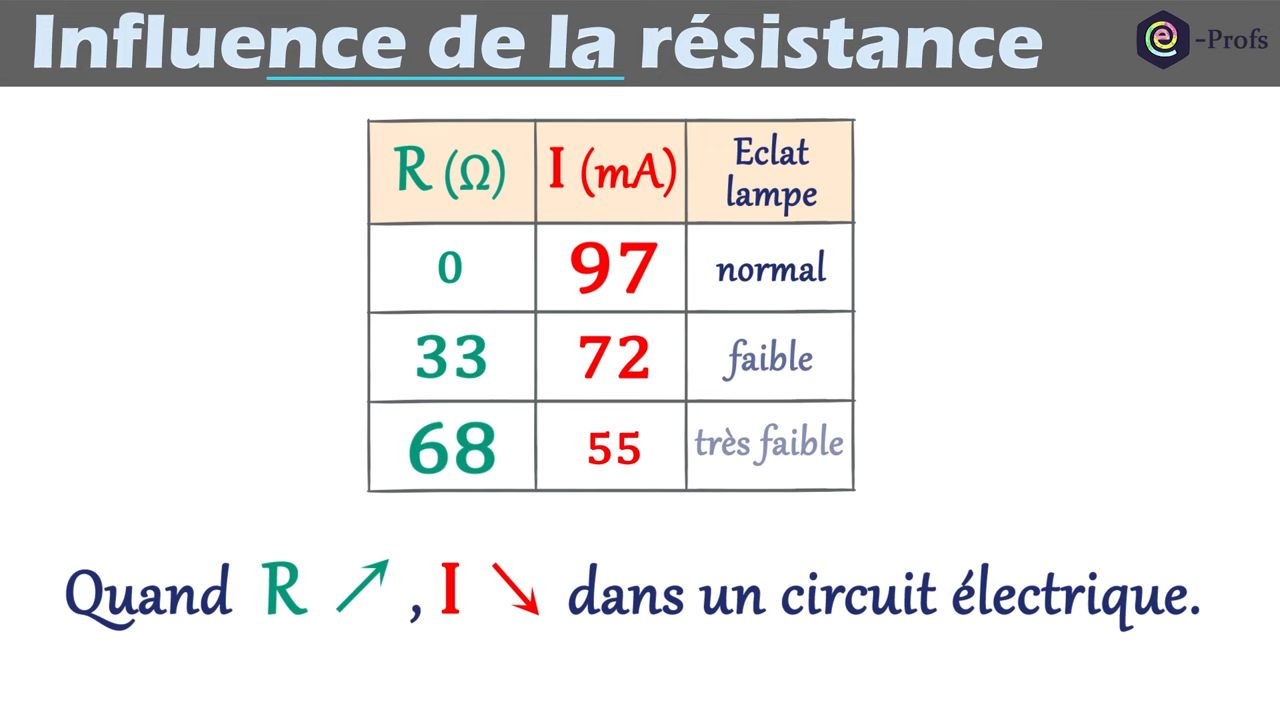 Influence de la résistance
e -Profs
R (Ω) I (mA) Eclat lampe
0 97 normal
33 72 faible
68 55 très faible
Quand R ↗ , I ↘ dans un circuit électrique.